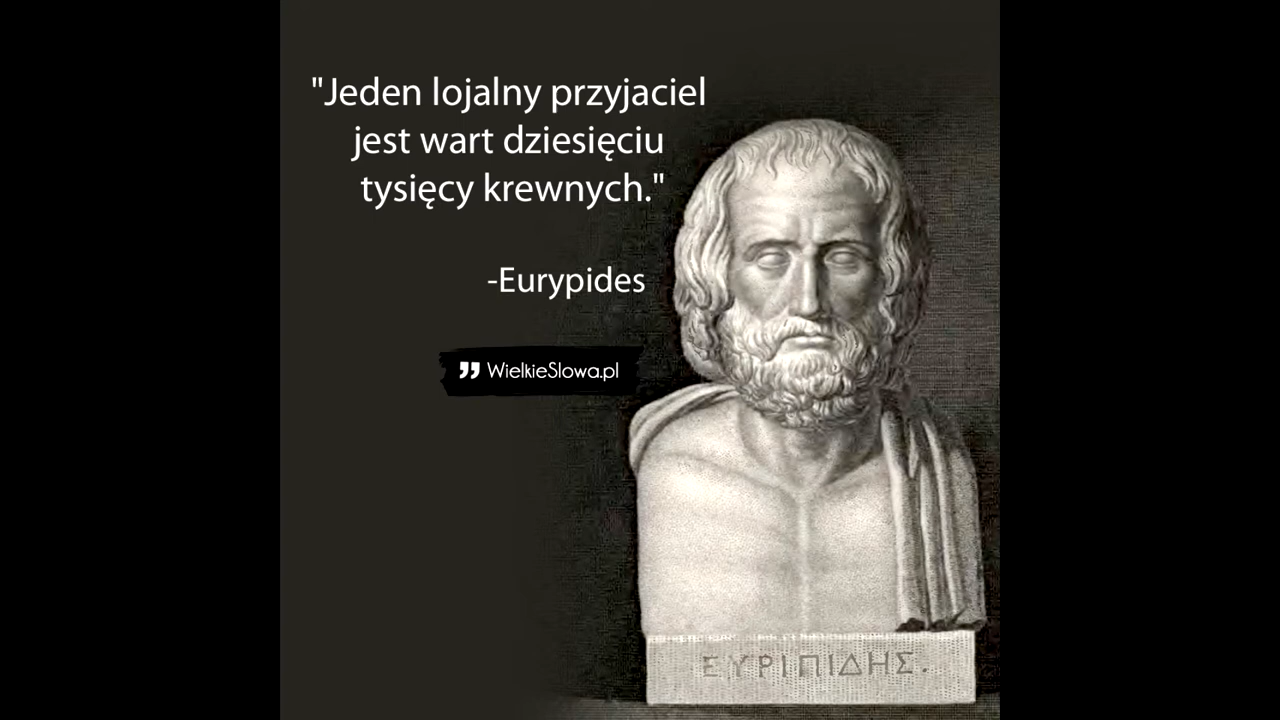 "Jeden lojalny przyjaciel
jest wart dziesięciu
tysięcy krewnych."
-Eurypides
WielkieSlowa.pl
ΕΥΡΙΠΙΔΗΣ.